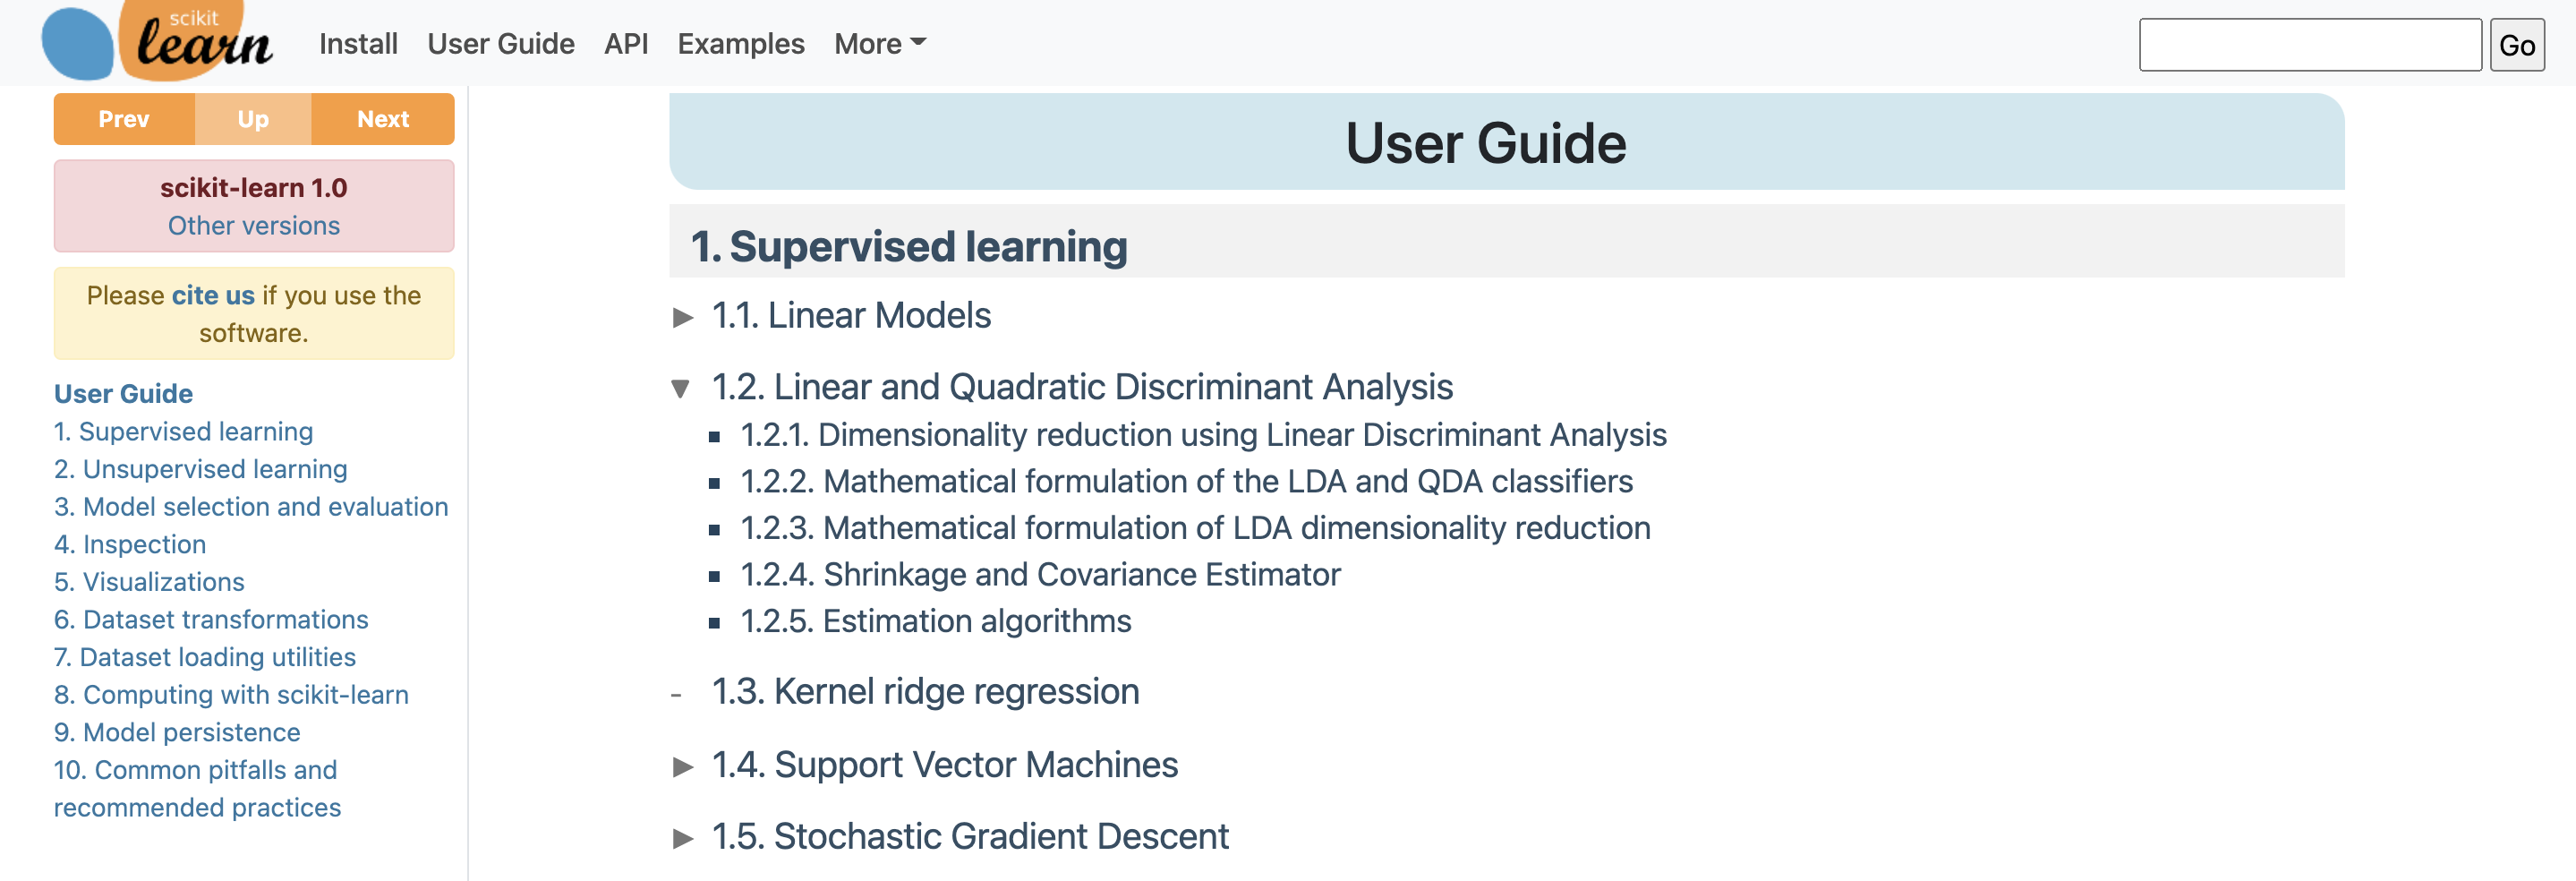 scikit
learn
Install User Guide API Examples More
Go
Prev Up Next
scikit-learn 1.0
Other versions
Please cite us if you use the
software.
User Guide
1. Supervised learning
2. Unsupervised learning
3. Model selection and evaluation
4. Inspection
5. Visualizations
6. Dataset transformations
7. Dataset loading utilities
8. Computing with scikit-learn
9. Model persistence
10. Common pitfalls and
recommended practices
User Guide
1. Supervised learning
1.1. Linear Models
1.2. Linear and Quadratic Discriminant Analysis
1.2.1. Dimensionality reduction using Linear Discriminant Analysis
1.2.2. Mathematical formulation of the LDA and QDA classifiers
1.2.3. Mathematical formulation of LDA dimensionality reduction
1.2.4. Shrinkage and Covariance Estimator
1.2.5. Estimation algorithms
- 1.3. Kernel ridge regression
1.4. Support Vector Machines
1.5. Stochastic Gradient Descent